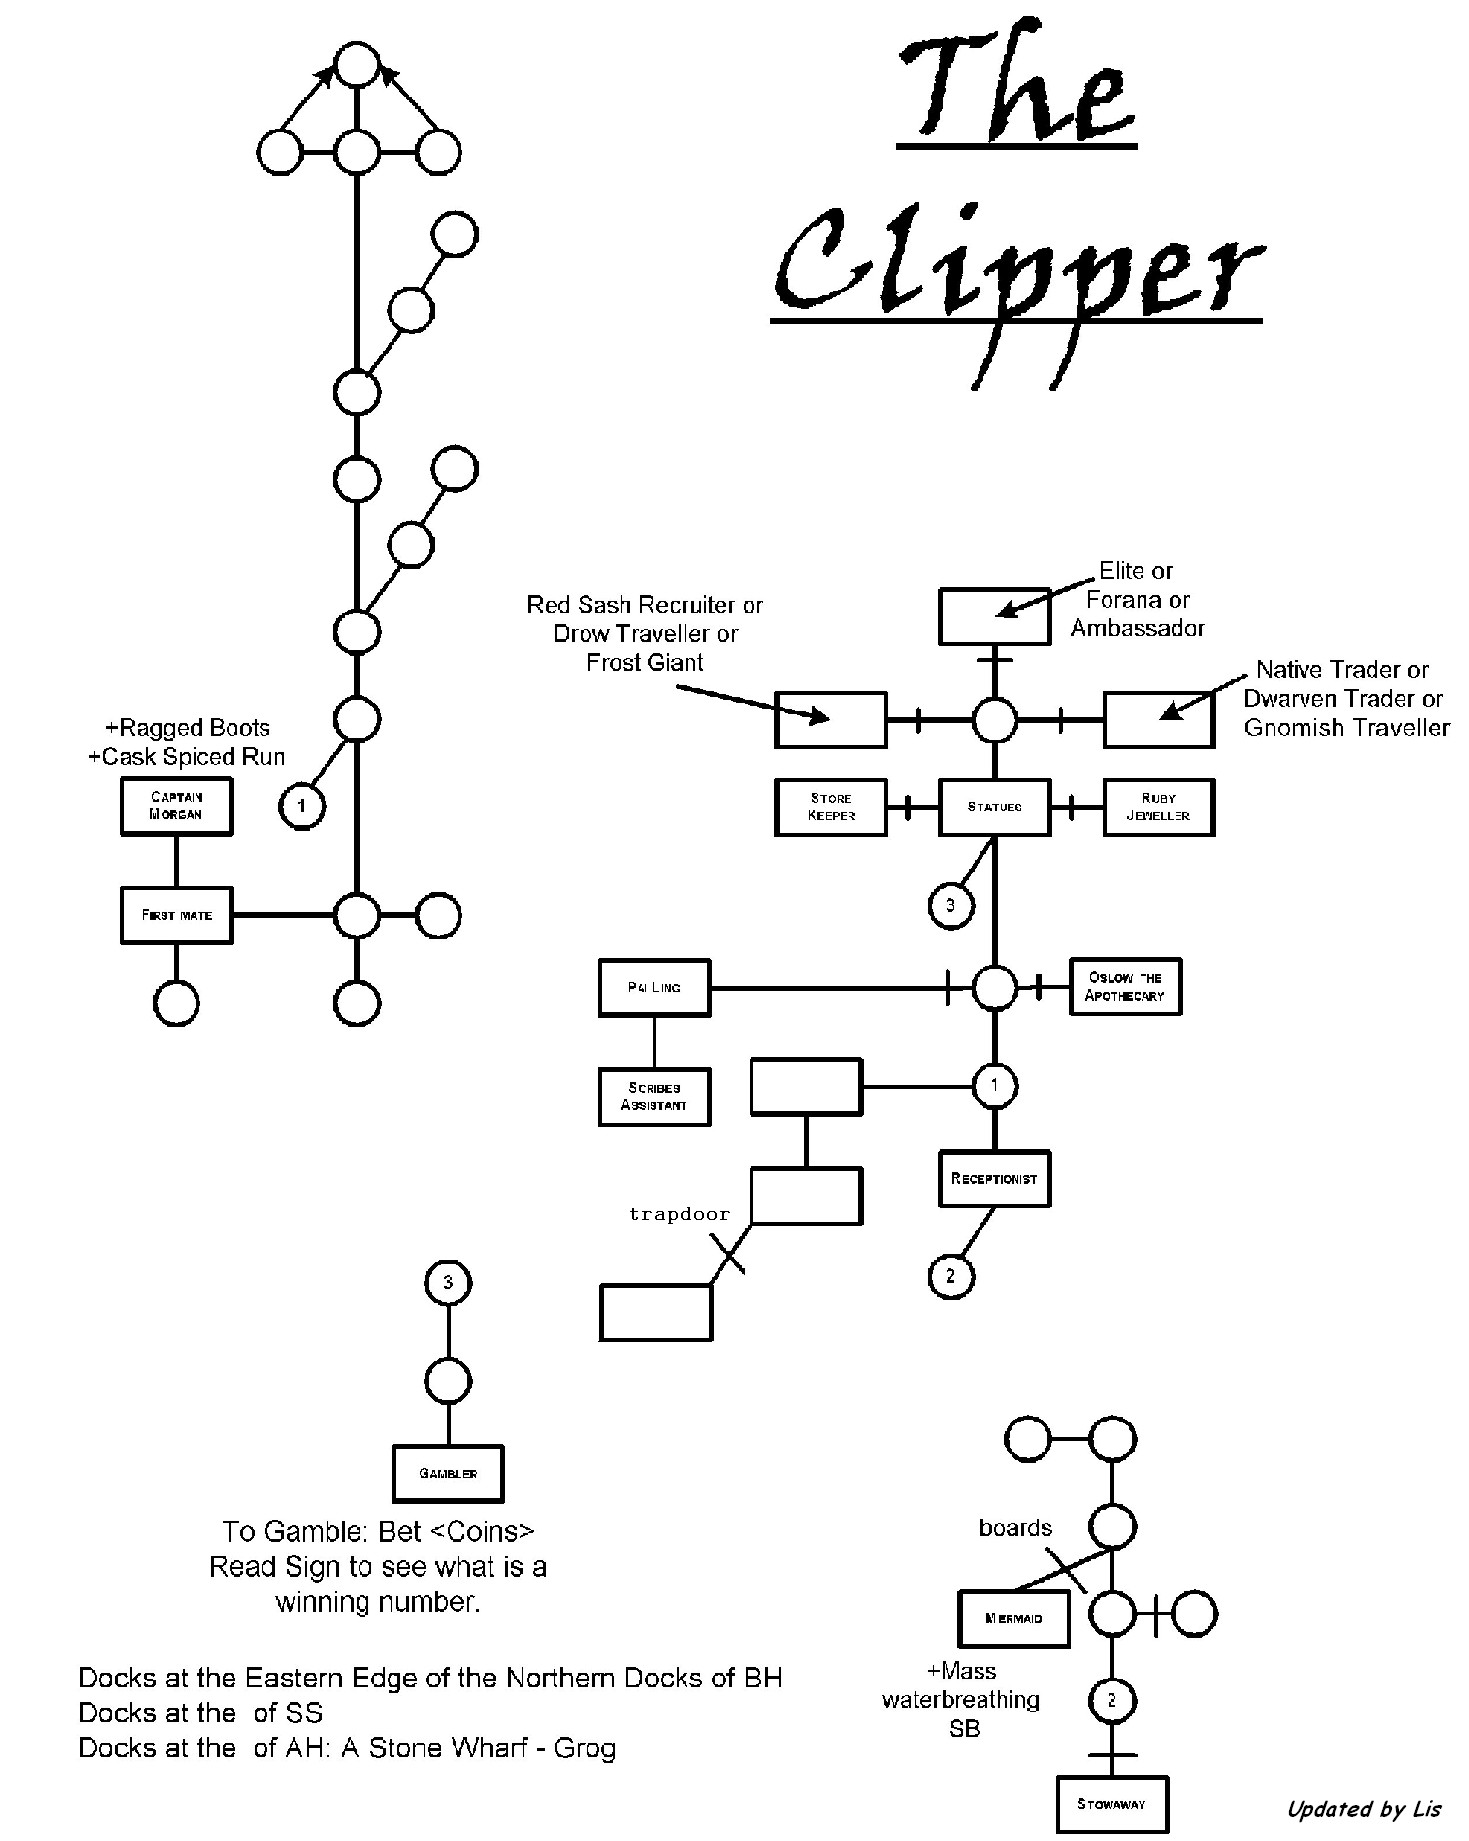 The
Clipper
Elite or
Forana or
Ambassador
Red Sash Recruiter or
Drow Traveller or
Frost Giant
Native Trader or
Dwarven Trader or
Gnomish Traveller
+Ragged Boots
+Cask Spiced Run
CAPTAIN
MORGAN
1
FIRST MATE
STORE
KEEPER
STATUES
RUBY
JEWELLER
3
PAI LING
OSLOW THE
APOTHECARY
SCRIBES
ASSISTANT
1
RECEPTIONIST
trapdoor
2
3
GAMBLER
To Gamble: Bet <Coins>
Read Sign to see what is a
winning number.
boards
MERMAID
+Mass
waterbreathing
SB
2
STOWAWAY
Docks at the Eastern Edge of the Northern Docks of BH
Docks at the  of SS
Docks at the  of AH: A Stone Wharf - Grog
Updated by Lis